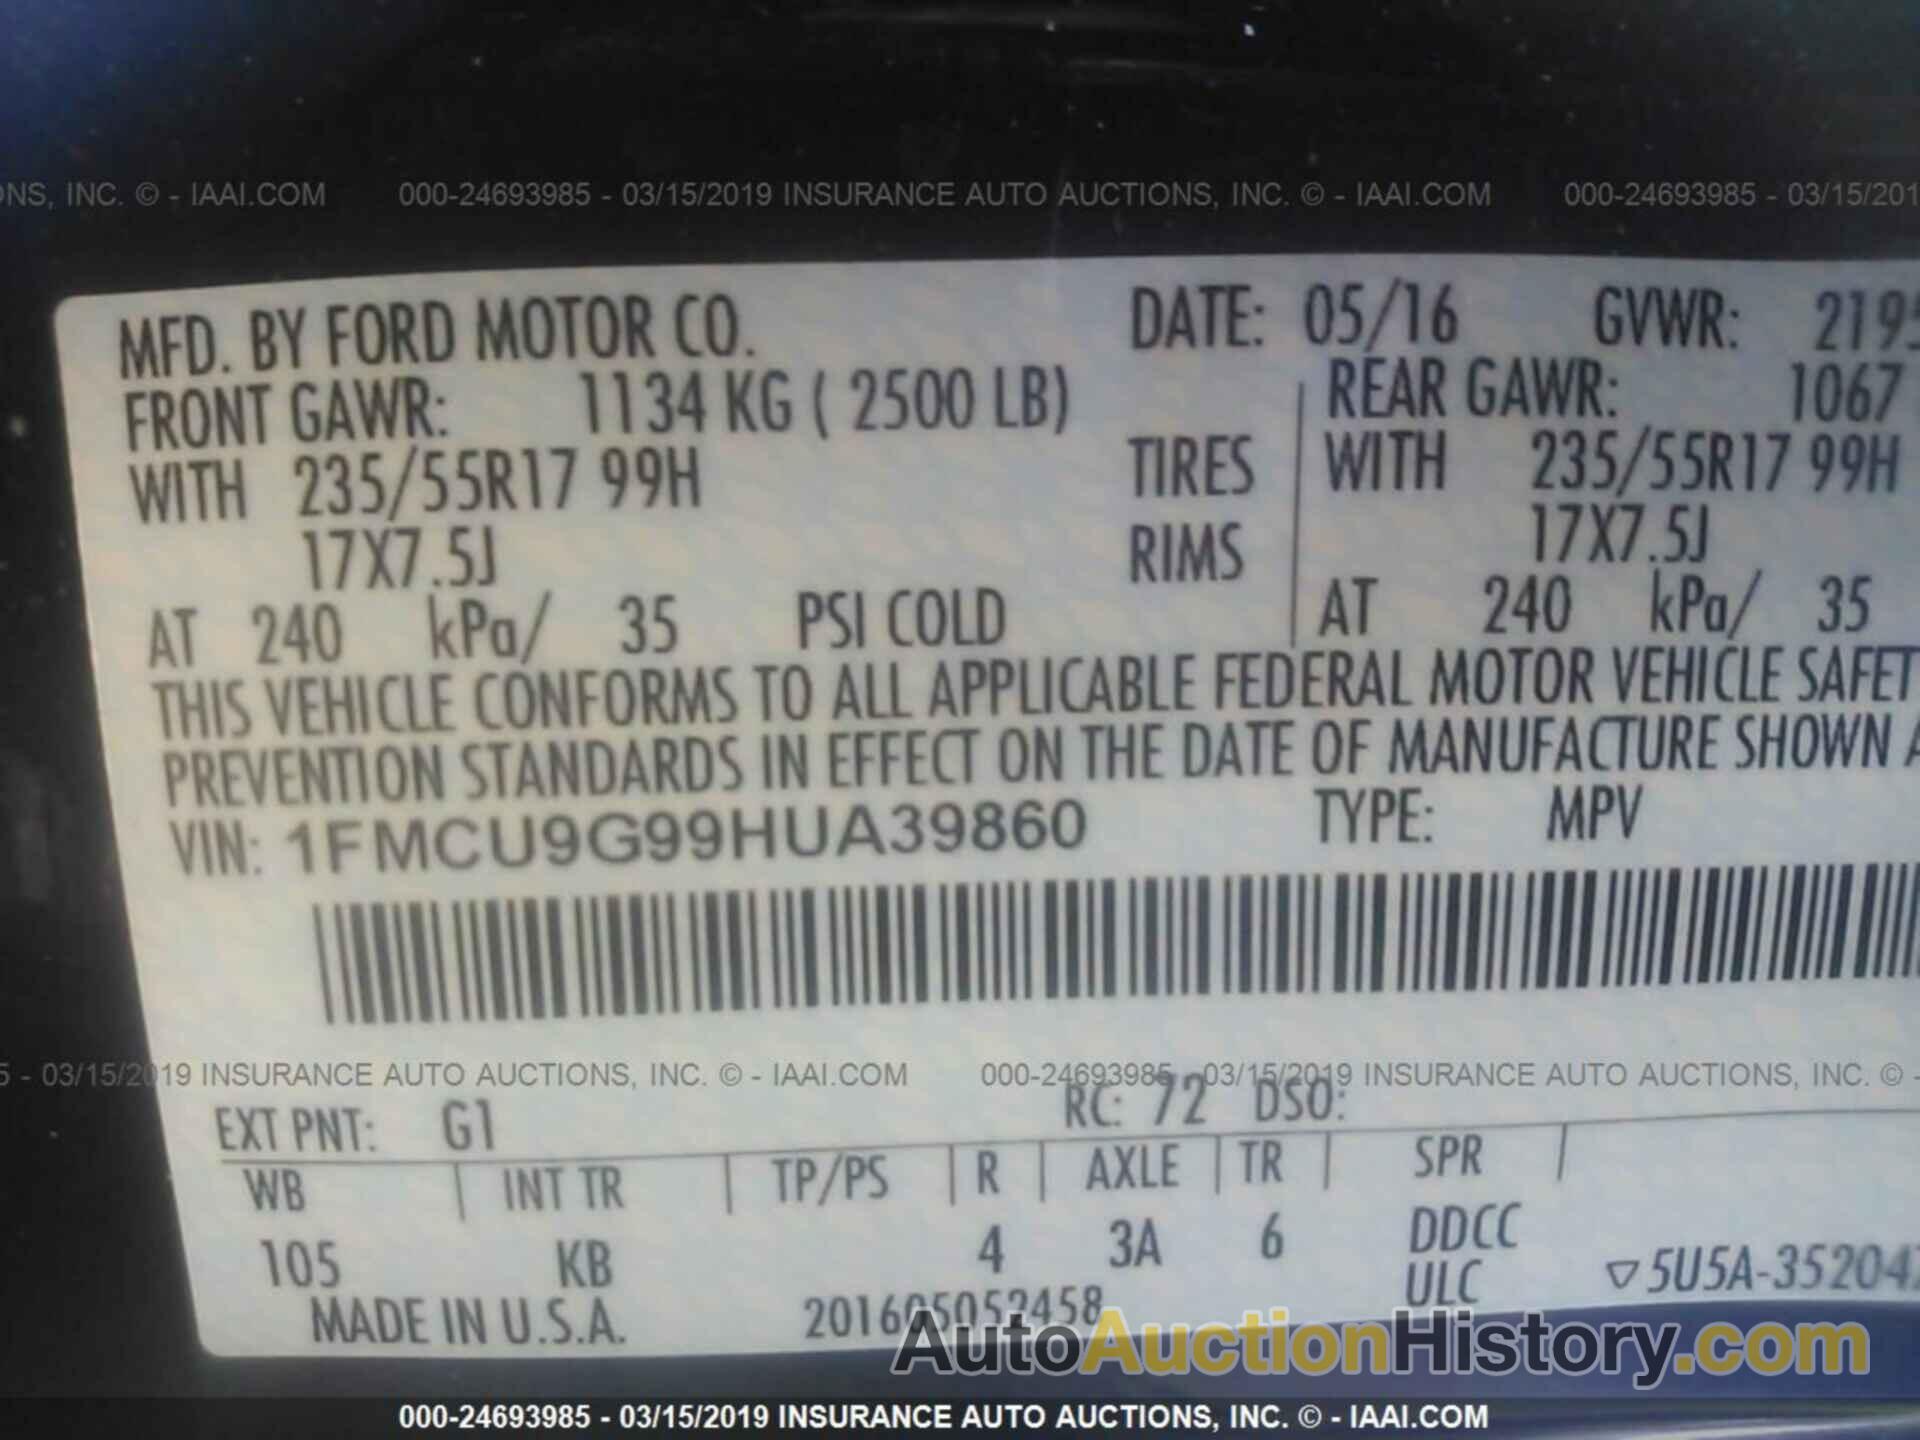 ONS, INC. © - IAAI.COM 000-24693985 - 03/15/2019 INSURANCE AUTO AUCTIONS, INC. © - IAAI.COM 000-24693985 - 03/15/201
MFD. BY FORD MOTOR CO. DATE: 05/16 GVWR: 2195
FRONT GAWR: 1134 KG ( 2500 LB) REAR GAWR: 1067
WITH 235/55R17 99H TIRES WITH 235/55R17 99H
17X7.5J RIMS 17X7.5J
AT 240 kPa/ 35 PSI COLD AT 240 kPa/ 35
THIS VEHICLE CONFORMS TO ALL APPLICABLE FEDERAL MOTOR VEHICLE SAFET
PREVENTION STANDARDS IN EFFECT ON THE DATE OF MANUFACTURE SHOWN A
VIN: 1FMCU9G99HUA39860 TYPE: MPV
5 - 03/15/2019 INSURANCE AUTO AUCTIONS, INC. © - IAAI.COM 000-24693985 - 03/15/2019 INSURANCE AUTO AUCTIONS, INC. © -
EXT PNT: G1 RC: 72 DSO:
WB INT TR TP/PS R AXLE TR SPR
105 KB 4 3A 6 DDCC
ULC ▽5U5A-35204
MADE IN U.S.A. 201605052458
AutoAuctionHistory.com
000-24693985 - 03/15/2019 INSURANCE AUTO AUCTIONS, INC. © - IAAI.COM